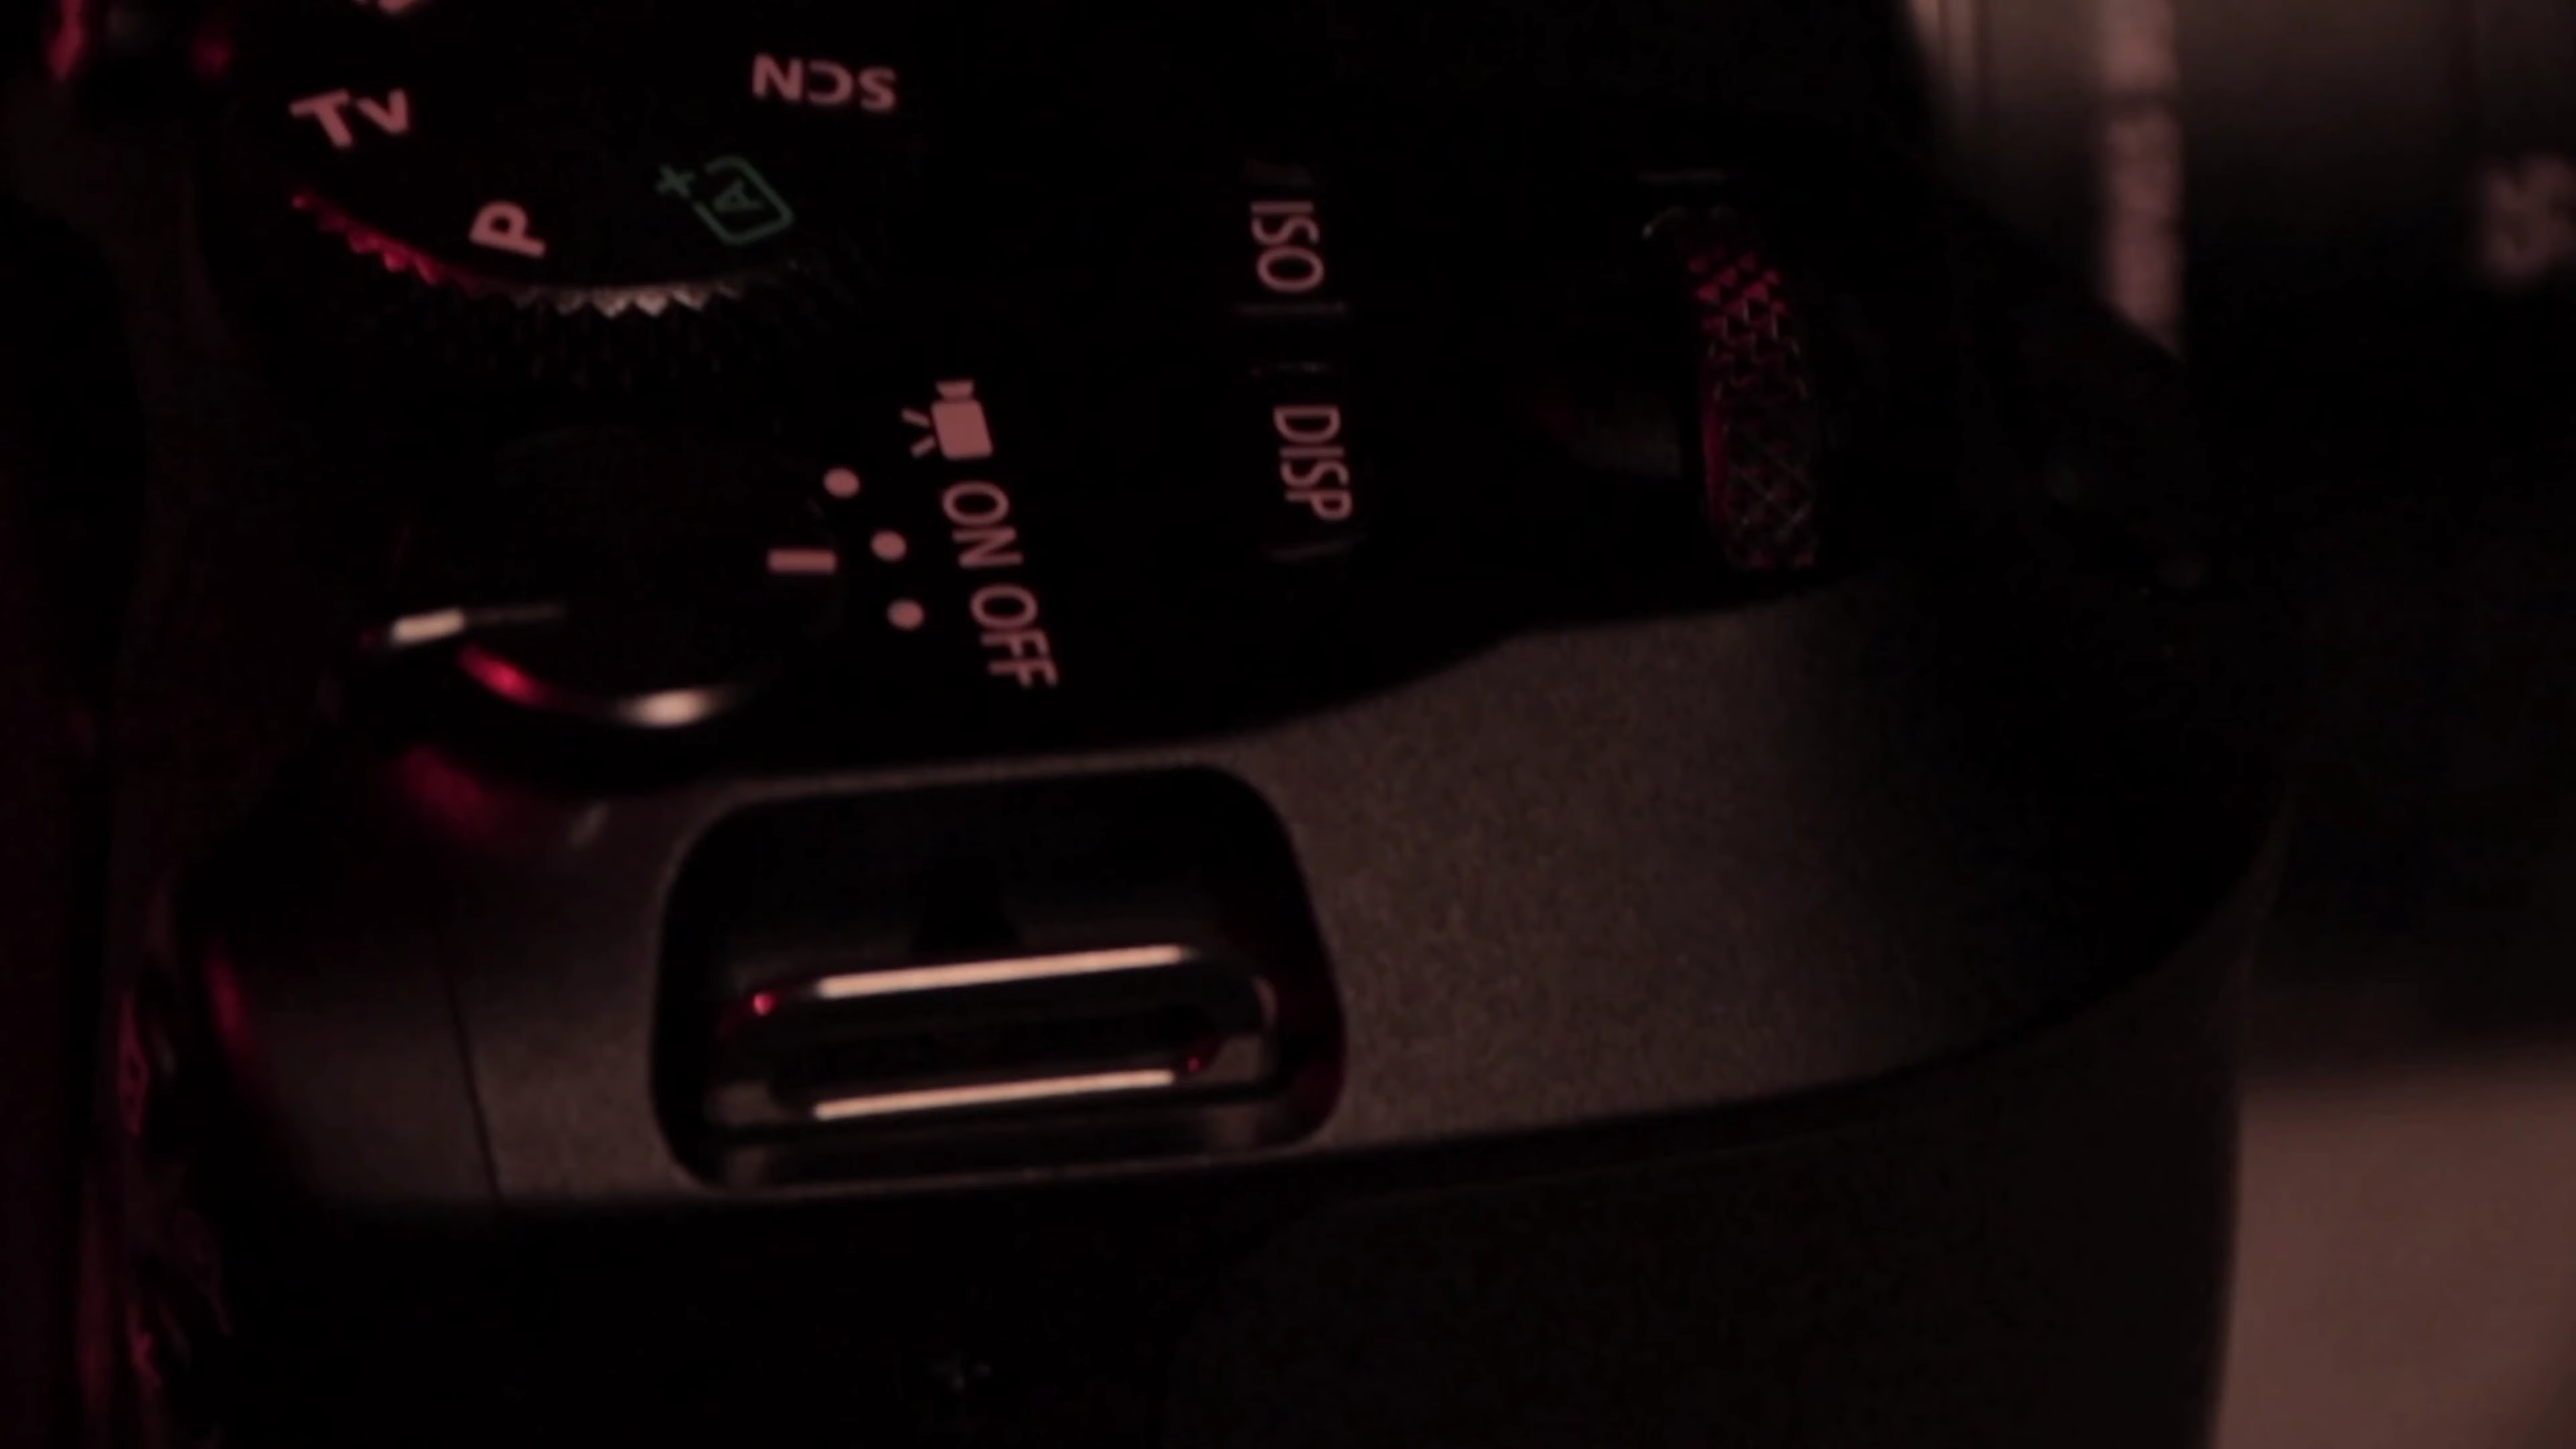 Tv
SCN
P
A+
ISO
DISP
ON
OFF